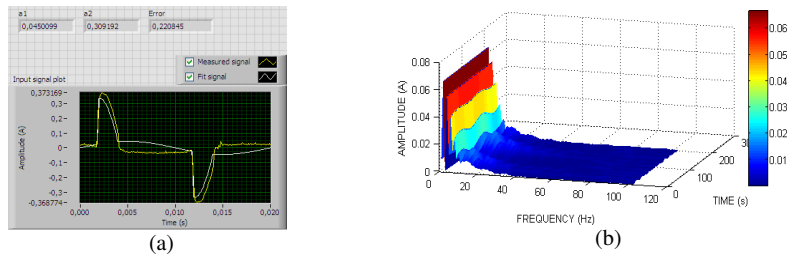 a1 a2 Error
0,0450099 0,309192 0,220845
Measured signal
Fit signal
Input signal plot
0,373169
0,3
0,2
0,1
0
-0,1
-0,2
-0,3
-0,368774
Amplitude (A)
0,000 0,005 0,010 0,015 0,020
Time (s)
(a)
0.08
0.06
0.04
0.02
0
AMPLITUDE (A)
0 20 40 60 80 100 120
FREQUENCY (Hz)
0 100 200 30
TIME (s)
0.06
0.05
0.04
0.03
0.02
0.01
(b)